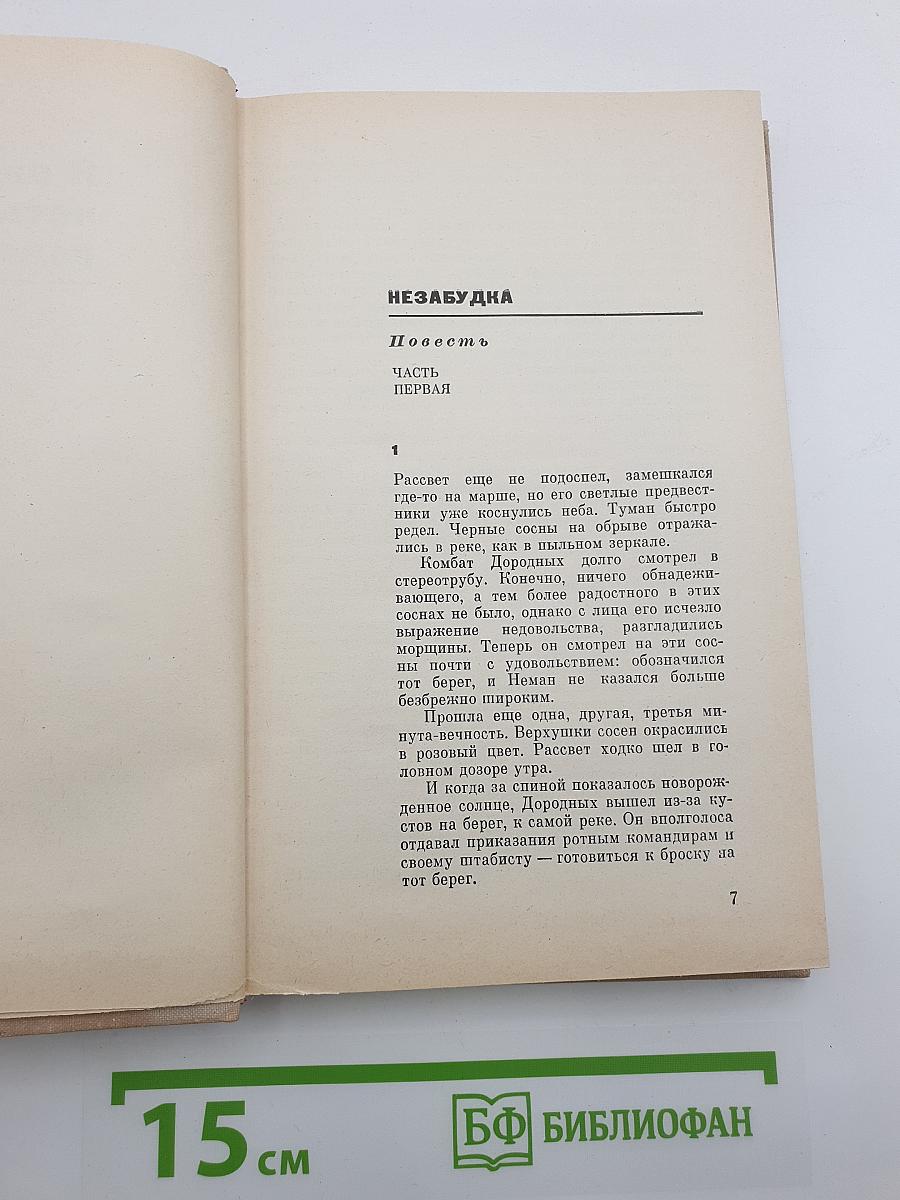 НЕЗАБУДКА
Повесть
ЧАСТЬ
ПЕРВАЯ
1
Рассвет еще не подоспел, замешкался
где-то на марше, но его светлые предвест-
ники уже коснулись неба. Туман быстро
редел. Черные сосны на обрыве отража-
лись в реке, как в пыльном зеркале.
Комбат Дородных долго смотрел в
стереотрубу. Конечно, ничего обнадежи-
вающего, а тем более радостного в этих
соснах не было, однако с лица его исчезло
выражение недовольства, разгладились
морщины. Теперь он смотрел на эти сос-
ны почти с удовольствием: обозначился
тот берег, и Неман не казался больше
безбрежно широким.
Прошла еще одна, другая, третья ми-
нута-вечность. Верхушки сосен окрасились
в розовый цвет. Рассвет ходко шел в го-
ловном дозоре утра.
И когда за спиной показалось новорож-
денное солнце, Дородных вышел из-за ку-
стов на берег, к самой реке. Он вполголоса
отдавал приказания ротным командирам и
своему штабисту — готовиться к броску на
тот берег.
7
15 см
БФ БИБЛИОФАН